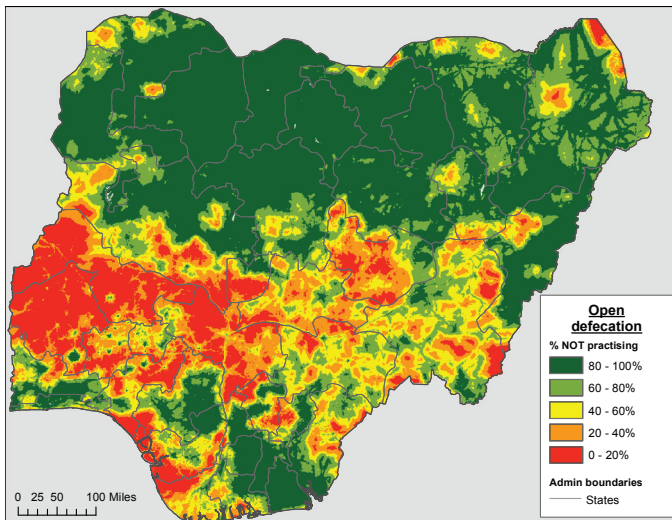 Open
defecation
% NOT practising
80 - 100%
60 - 80%
40 - 60%
20 - 40%
0 - 20%
Admin boundaries
States
0 25 50 100 Miles